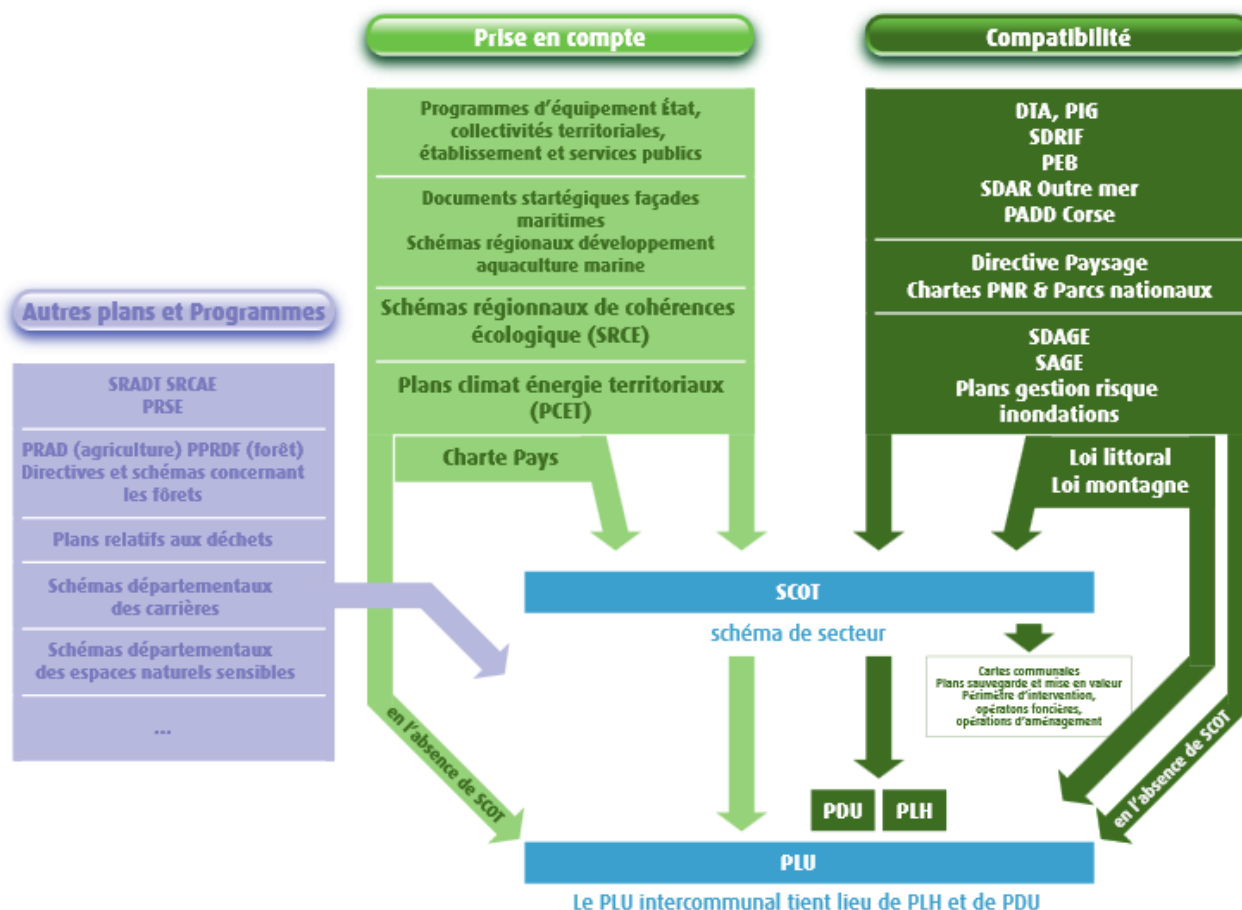 Prise en compte
Programmes d'équipement État,
collectivités territoriales,
établissement et services publics
Documents startégiques façades
maritimes
Schémas régionaux développement
aquaculture marine
Schémas régionnaux de cohérences
écologique (SRCE)
Plans climat énergie territoriaux
(PCET)
Charte Pays
Compatibilité
DTA, PIG
SDRIF
PEB
SDAR Outre mer
PADD Corse
Directive Paysage
Chartes PNR & Parcs nationaux
SDAGE
SAGE
Plans gestion risque
inondations
Loi littoral
Loi montagne
Autres plans et Programmes
SRADT SRCAE
PRSE
PRAD (agriculture) PPRDF (forêt)
Directives et schémas concernant
les fôrets
Plans relatifs aux déchets
Schémas départementaux
des carrières
Schémas départementaux
des espaces naturels sensibles
...
SCOT
schéma de secteur
Cartes communales
Plans sauvegarde et mise en valeur
Périmètre d'intervention,
opératons foncières,
opérations d'aménagement
en l'absence de SCOT
en l'absence de SCOT
PDU
PLH
PLU
Le PLU intercommunal tient lieu de PLH et de PDU